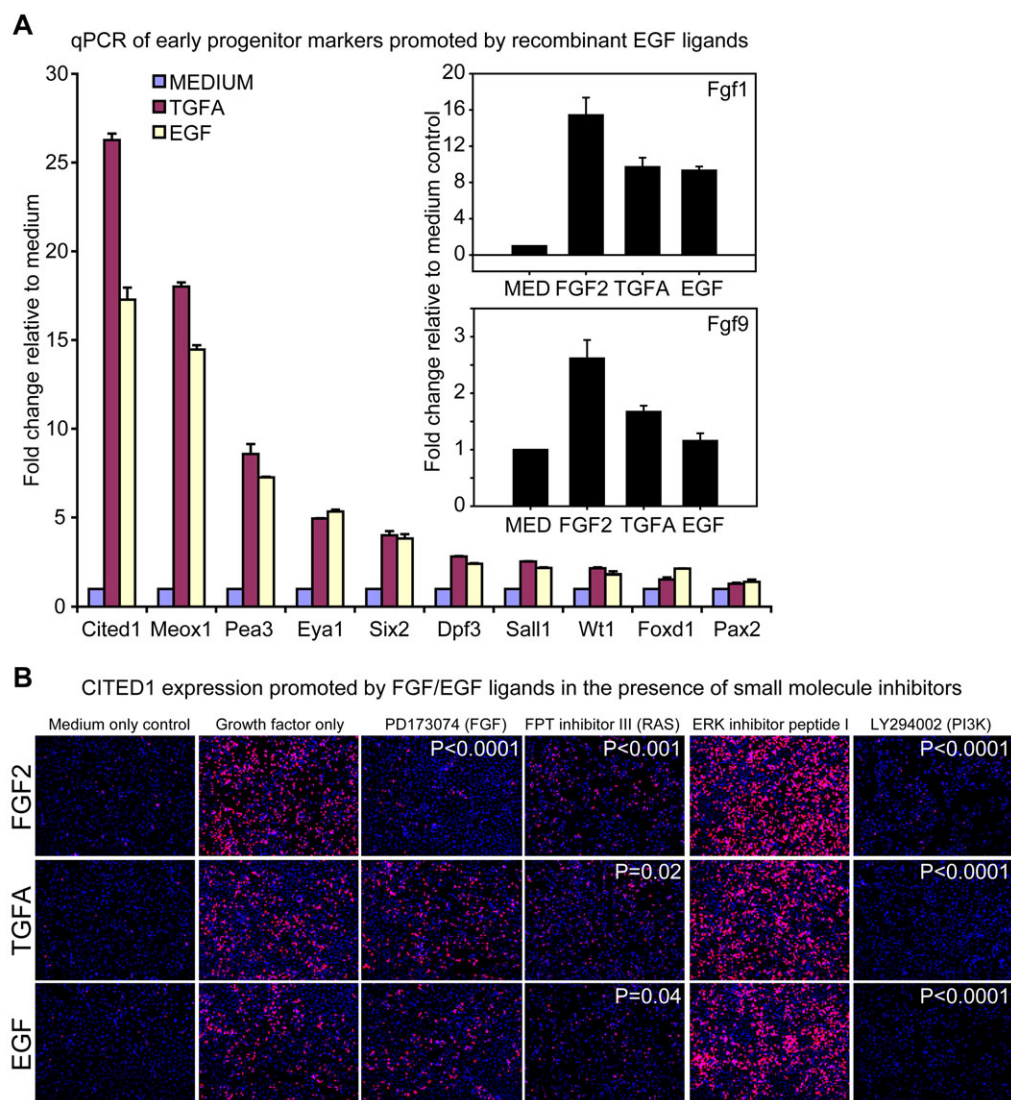 A
qPCR of early progenitor markers promoted by recombinant EGF ligands
Fold change relative to medium
30
25
20
15
10
5
0
MEDIUM
TGFA
EGF
Cited1 Meox1 Pea3 Eya1 Six2 Dpf3 Sall1 Wt1 Foxd1 Pax2
Fold change relative to medium control
Fgf1
20
16
12
8
4
0
MED FGF2 TGFA EGF
Fgf9
3
2
1
0
MED FGF2 TGFA EGF
B
CITED1 expression promoted by FGF/EGF ligands in the presence of small molecule inhibitors
Medium only control Growth factor only PD173074 (FGF) FPT inhibitor III (RAS) ERK inhibitor peptide I LY294002 (PI3K)
FGF2 P<0.0001 P<0.001 P<0.0001
TGFA P=0.02 P<0.0001
EGF P=0.04 P<0.0001